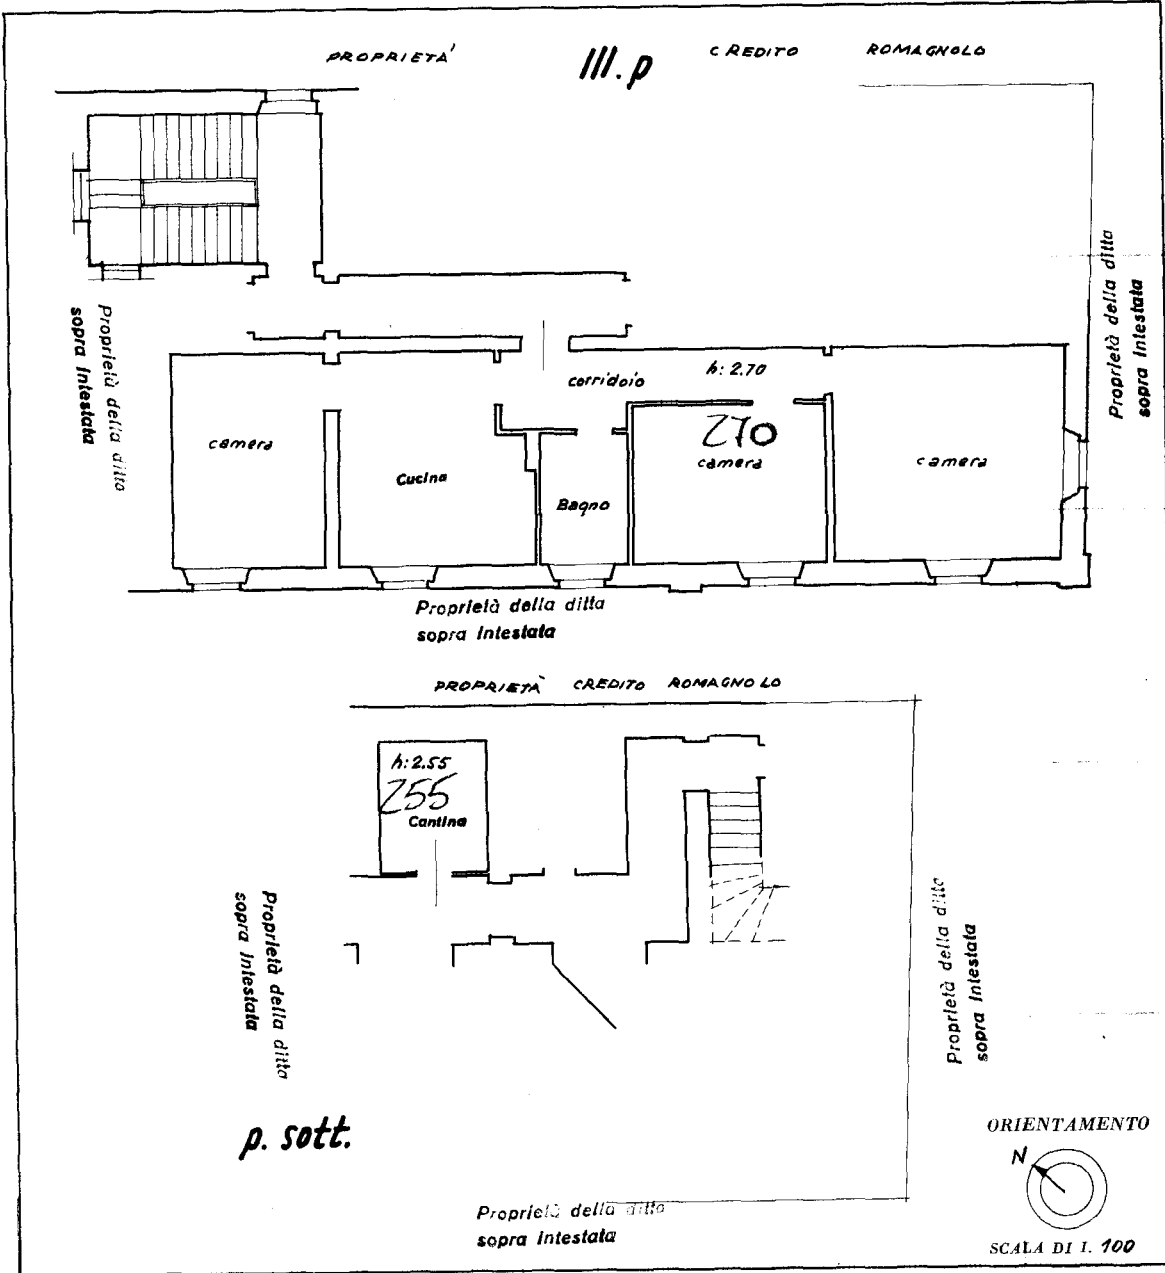 PROPRIETÀ III.p CREDITO ROMAGNOLO
Proprietà della ditta
sopra Intestata
Proprietà della ditta
sopra Intestata
corridoio h: 2.70
270
camera
Cucina
Bagno
camera
camera
Proprietà della ditta
sopra Intestata
PROPRIETÀ CREDITO ROMAGNOLO
h: 2.55
255
Cantina
Proprietà della ditta
sopra Intestata
Proprietà della ditta
sopra Intestata
p. sott.
ORIENTAMENTO
N
SCALA DI 1. 100
Proprietà della ditta
sopra Intestata